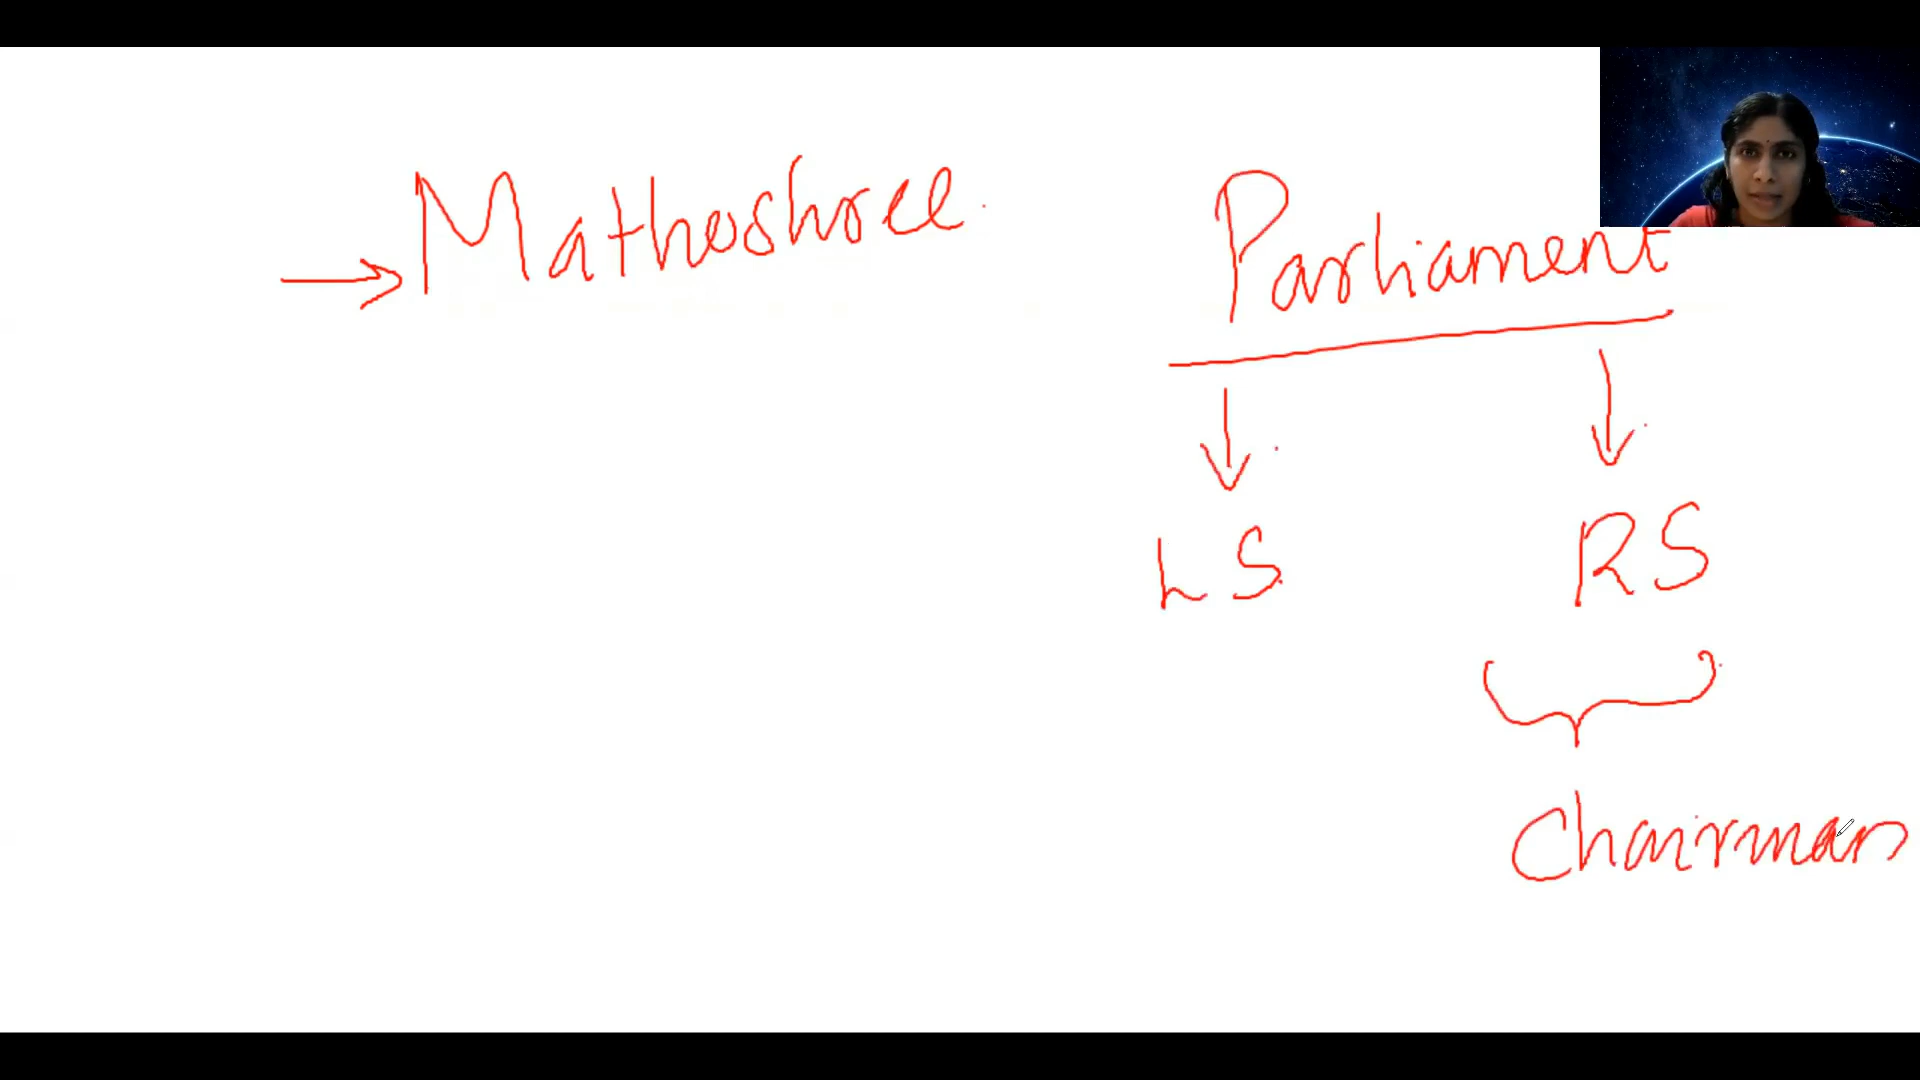 → Mathoshree
Parliament
LS
RS
Chairman